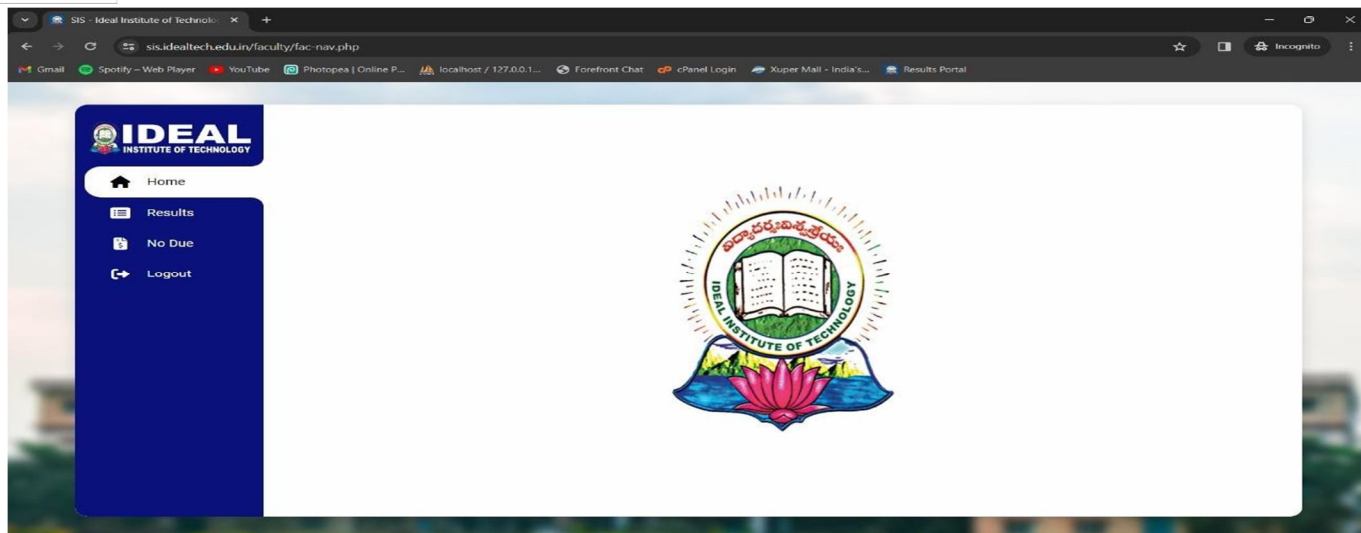 SIS - Ideal Institute of Technolo
sis.idealtech.edu.in/faculty/fac-nav.php
Incognito
Gmail
Spotify – Web Player
YouTube
Photopea | Online P...
localhost / 127.0.0.1...
Forefront Chat
cPanel Login
Xuper Mall - India's...
Results Portal
IDEAL
INSTITUTE OF TECHNOLOGY
Home
Results
No Due
Logout
విద్యాదర్శఃవిశ్వశ్రేయః
IDEAL INSTITUTE OF TECHNOLOGY